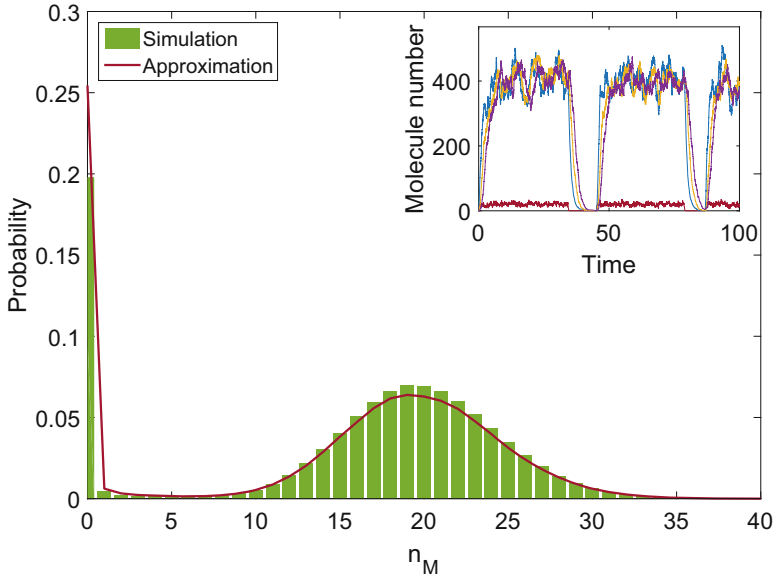 0.3
0.25
0.2
0.15
0.1
0.05
0
Probability
0 5 10 15 20 25 30 35 40
n_M
Simulation
Approximation
Molecule number
400
200
0
0 50 100
Time